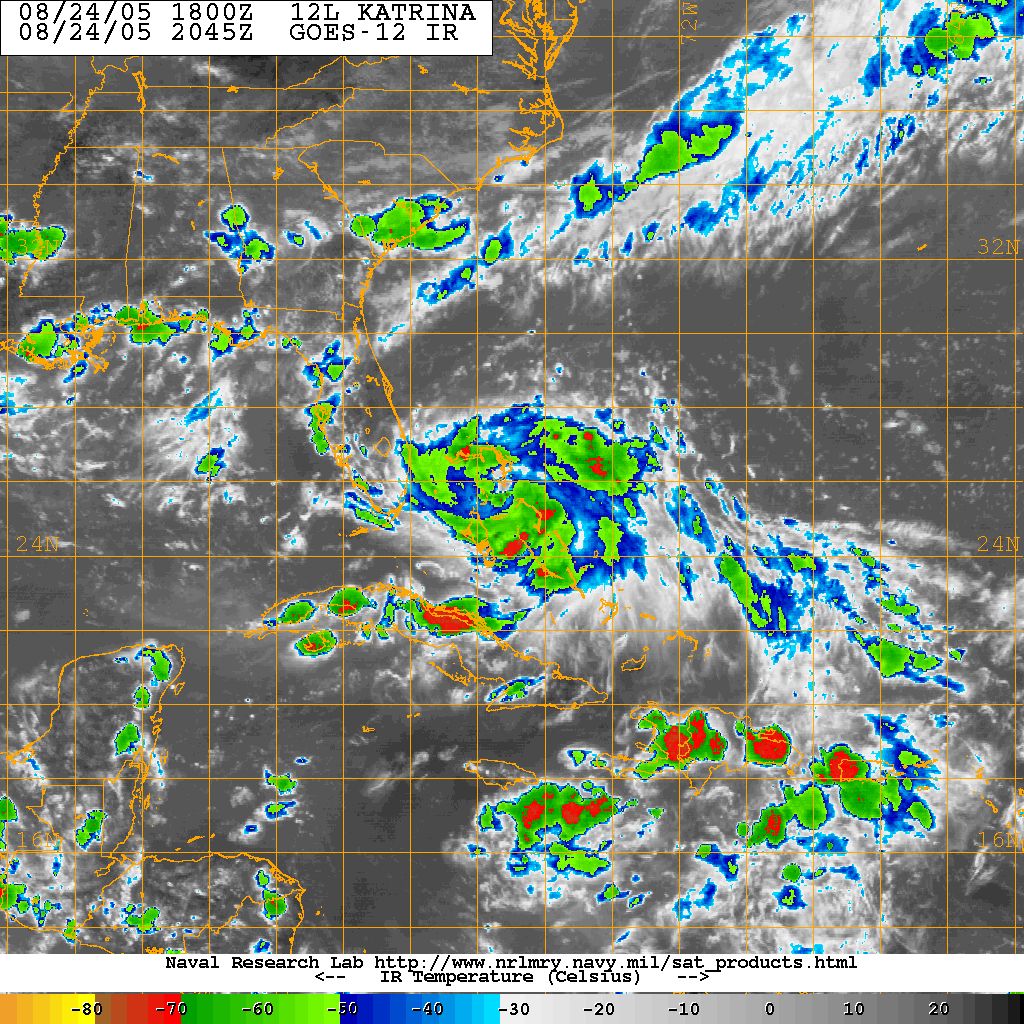 08/24/05 1800Z 12L KATRINA
08/24/05 2045Z GOES-12 IR
72W
32N 32N
24N 24N
16N 16N
Naval Research Lab http://www.nrlmry.navy.mil/sat_products.html
<-- IR Temperature (Celsius) -->
-80 -70 -60 -50 -40 -30 -20 -10 0 10 20